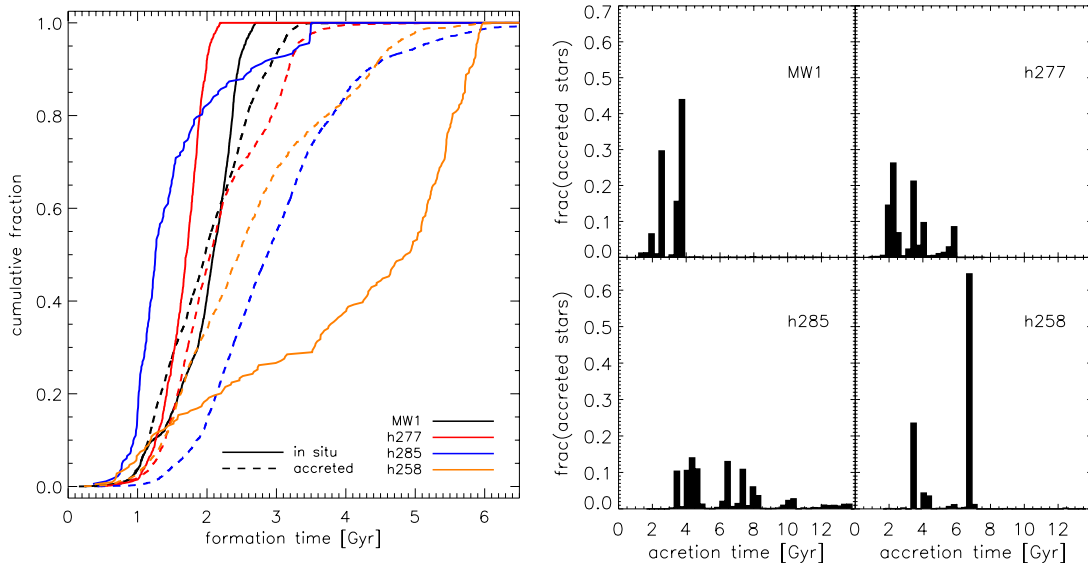 1.0
0.8
0.6
0.4
0.2
0.0
cumulative fraction
0 1 2 3 4 5 6
formation time [Gyr]
in situ
accreted
MW1
h277
h285
h258
0.7
0.6
0.5
0.4
0.3
0.2
0.1
0.0
frac(accreted stars)
MW1
h277
0.6
0.5
0.4
0.3
0.2
0.1
0.0
frac(accreted stars)
h285
h258
0 2 4 6 8 10 12
acretion time [Gyr]
0 2 4 6 8 10 12
accretion time [Gyr]